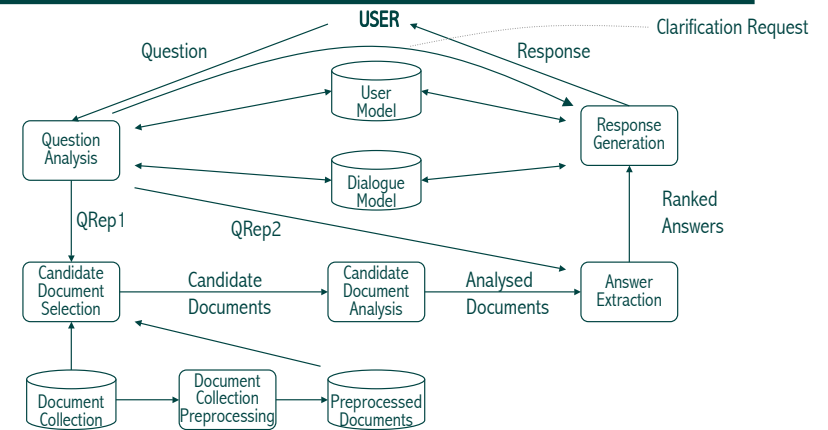 USER
Clarification Request
Question
Response
User
Model
Question
Analysis
Response
Generation
Dialogue
Model
Ranked
Answers
QRep1
QRep2
Candidate
Document
Selection
Candidate
Documents
Candidate
Document
Analysis
Analysed
Documents
Answer
Extraction
Document
Collection
Document
Collection
Preprocessing
Preprocessed
Documents